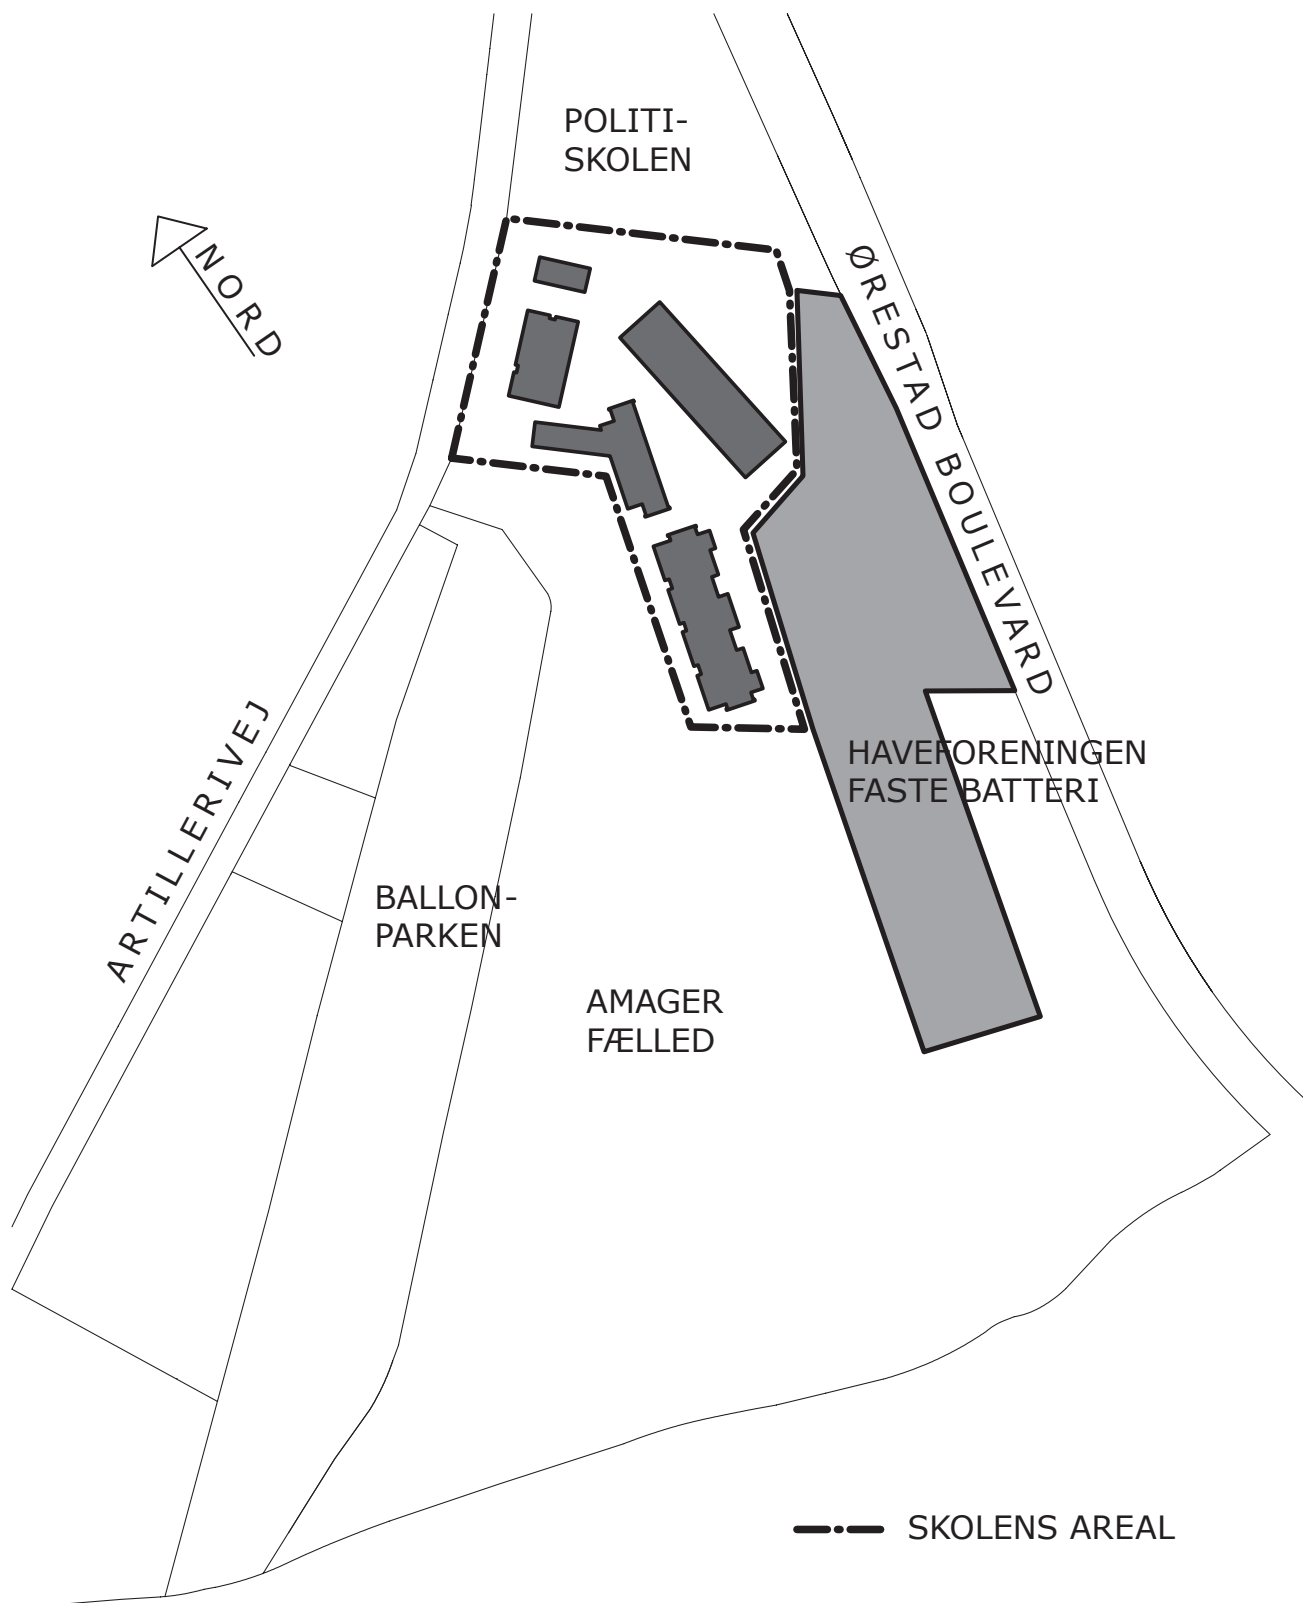 POLITI-
SKOLEN
NORD
ØRESTAD BOULEVARD
ARTILLERIVEJ
HAVEFORENINGEN
FASTE BATTERI
BALLON-
PARKEN
AMAGER
FÆLLED
SKOLENS AREAL